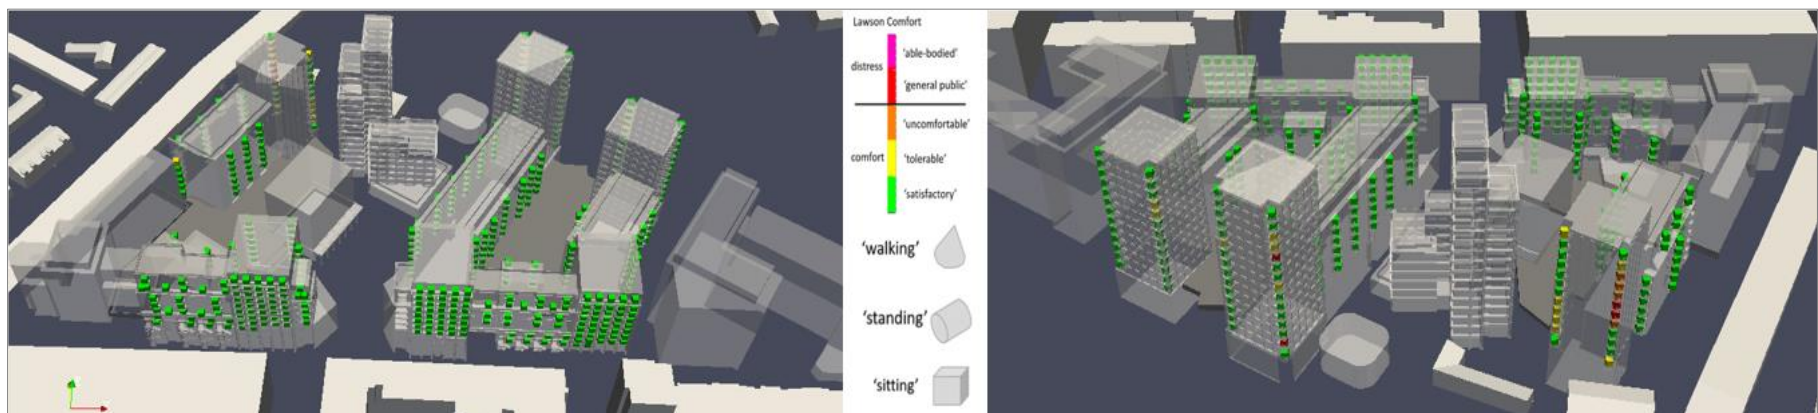 Lawson Comfort
'able-bodied'
distress
'general public'
'uncomfortable'
comfort
'tolerable'
'satisfactory'
'walking'
'standing'
'sitting'